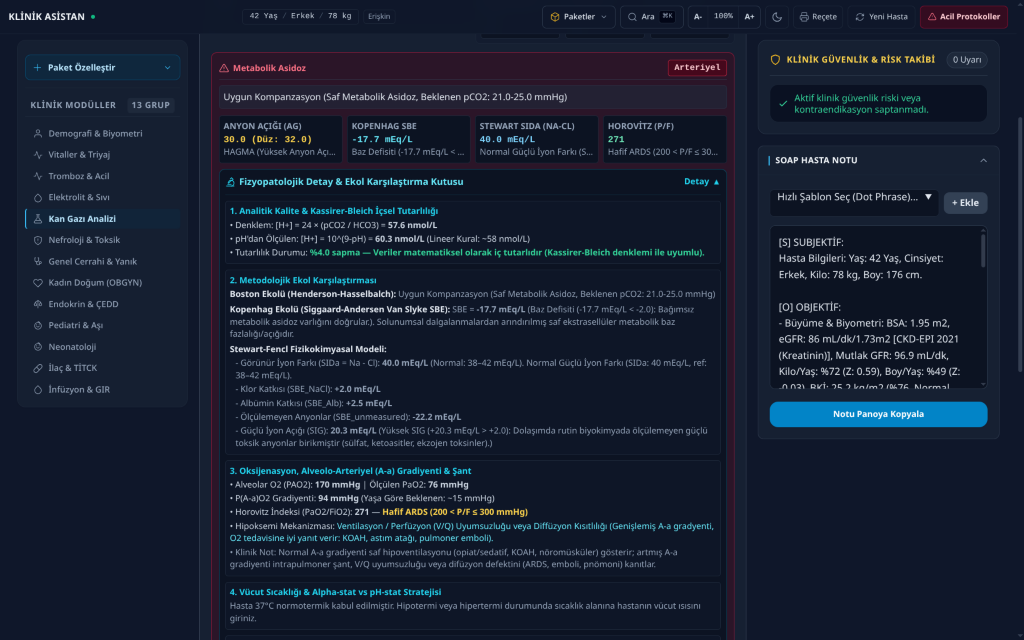 KLİNİK ASİSTAN
42 Yaş / Erkek / 78 kg
Erişkin
Paketler
Ara ⌘K
A- 100% A+
Reçete
Yeni Hasta
Acil Protokoller
+ Paket Özelleştir
KLİNİK MODÜLLER 13 GRUP
Demografi & Biyometri
Vitaller & Triyaj
Tromboz & Acil
Elektrolit & Sıvı
Kan Gazı Analizi
Nefroloji & Toksik
Genel Cerrahi & Yanık
Kadın Doğum (OBGYN)
Endokrin & ÇEDD
Pediatri & Aşı
Neonatoloji
İlaç & TİTCK
İnfüzyon & GIR
Metabolik Asidoz
Arteriyel
Uygun Kompanzasyon (Saf Metabolik Asidoz, Beklenen pCO2: 21.0-25.0 mmHg)
ANYON AÇIĞI (AG)
30.0 (Düz: 32.0)
HAGMA (Yüksek Anyon Açı...
KOPENHAG SBE
-17.7 mEq/L
Baz Defisiti (-17.7 mEq/L < ...
STEWART SIDA (NA-CL)
40.0 mEq/L
Normal Güçlü İyon Farkı (S...
HOROVİTZ (P/F)
271
Hafif ARDS (200 < P/F ≤ 30...
Fizyopatolojik Detay & Ekol Karşılaştırma Kutusu
Detay ▲
1. Analitik Kalite & Kassirer-Bleich İçsel Tutarlılığı
• Denklem: [H+] = 24 × (pCO2 / HCO3) = 57.6 nmol/L
• pH'dan Ölçülen: [H+] = 10^(9-pH) = 60.3 nmol/L (Lineer Kural: ~58 nmol/L)
• Tutarlılık Durumu: %4.0 sapma — Veriler matematiksel olarak iç tutarlıdır (Kassirer-Bleich denklemi ile uyumlu).
2. Metodolojik Ekol Karşılaştırması
Boston Ekolü (Henderson-Hasselbalch): Uygun Kompanzasyon (Saf Metabolik Asidoz, Beklenen pCO2: 21.0-25.0 mmHg)
Kopenhag Ekolü (Siggaard-Andersen Van Slyke SBE): SBE = -17.7 mEq/L (Baz Defisiti (-17.7 mEq/L < -2.0): Bağımsız
metabolik asidoz varlığını doğrular.). Solunumsal dalgalanmalardan arındırılmış saf ekstraselüler metabolik baz
fazlalığı/açığıdır.
Stewart-Fencl Fizikokimyasal Modeli:
- Görünür İyon Farkı (SIDa = Na - Cl): 40.0 mEq/L (Normal: 38–42 mEq/L). Normal Güçlü İyon Farkı (SIDa: 40 mEq/L, ref:
38–42 mEq/L).
- Klor Katkısı (SBE_NaCl): +2.0 mEq/L
- Albümin Katkısı (SBE_Alb): +2.5 mEq/L
- Ölçülemeyen Anyonlar (SBE_unmeasured): -22.2 mEq/L
- Güçlü İyon Açığı (SIG): 20.3 mEq/L (Yüksek SIG (+20.3 mEq/L > +2.0): Dolaşımda rutin biyokimyada ölçülemeyen güçlü
toksik anyonlar birikmiştir (sülfat, ketoasitler, ekzojen toksinler).)
3. Oksijenasyon, Alveolo-Arteriyel (A-a) Gradiyenti & Şant
• Alveolar O2 (PAO2): 170 mmHg | Ölçülen PaO2: 76 mmHg
• P(A-a)O2 Gradiyenti: 94 mmHg (Yaşa Göre Beklenen: ~15 mmHg)
• Horovitz İndeksi (PaO2/FiO2): 271 — Hafif ARDS (200 < P/F ≤ 300 mmHg)
• Hipoksemi Mekanizması: Ventilasyon / Perfüzyon (V/Q) Uyumsuzluğu veya Diffüzyon Kısıtlılığı (Genişlemiş A-a gradyenti,
O2 tedavisine iyi yanıt verir: KOAH, astım atağı, pulmoner emboli).
• Klinik Not: Normal A-a gradiyenti saf hipoventilasyonu (opiat/sedatif, KOAH, nöromüsküler) gösterir; artmış A-a
gradiyenti intrapulmoner şant, V/Q uyumsuzluğu veya difüzyon defektini (ARDS, emboli, pnömoni) kanıtlar.
4. Vücut Sıcaklığı & Alpha-stat vs pH-stat Stratejisi
Hasta 37°C normotermik kabul edilmiştir. Hipotermi veya hipertermi durumunda sıcaklık alanına hastanın vücut ısısını
giriniz.
KLİNİK GÜVENLİK & RİSK TAKİBİ
0 Uyarı
Aktif klinik güvenlik riski veya
kontraendikasyon saptanmadı.
SOAP HASTA NOTU
Hızlı Şablon Seç (Dot Phrase)... ▼
+ Ekle
[S] SUBJEKTİF:
Hasta Bilgileri: Yaş: 42 Yaş, Cinsiyet:
Erkek, Kilo: 78 kg, Boy: 176 cm.
[O] OBJEKTİF:
- Büyüme & Biyometri: BSA: 1.95 m2,
eGFR: 86 mL/dk/1.73m2 [CKD-EPI 2021
(Kreatinin)], Mutlak GFR: 96.9 mL/dk,
Kilo/Yaş: %72 (Z: 0.59), Boy/Yaş: %49 (Z:
-0.03), BKİ: 25.2 kg/m2 (%76, Normal
Notu Panoya Kopyala